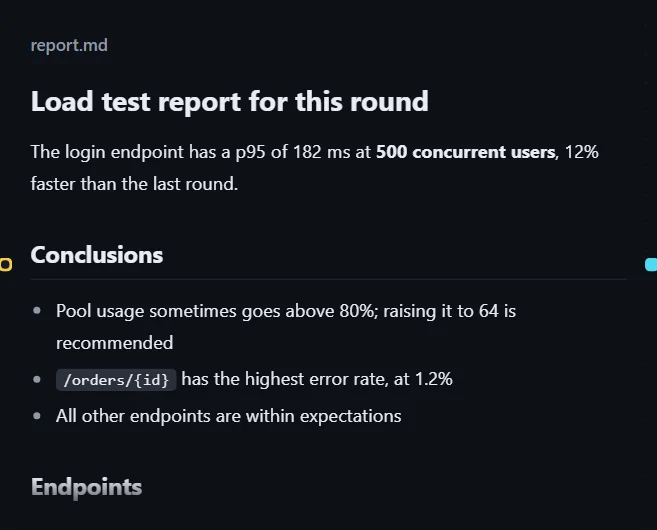 report.md
Load test report for this round
The login endpoint has a p95 of 182 ms at 500 concurrent users, 12%
faster than the last round.
Conclusions
Pool usage sometimes goes above 80%; raising it to 64 is
recommended
/orders/{id} has the highest error rate, at 1.2%
All other endpoints are within expectations
Endpoints